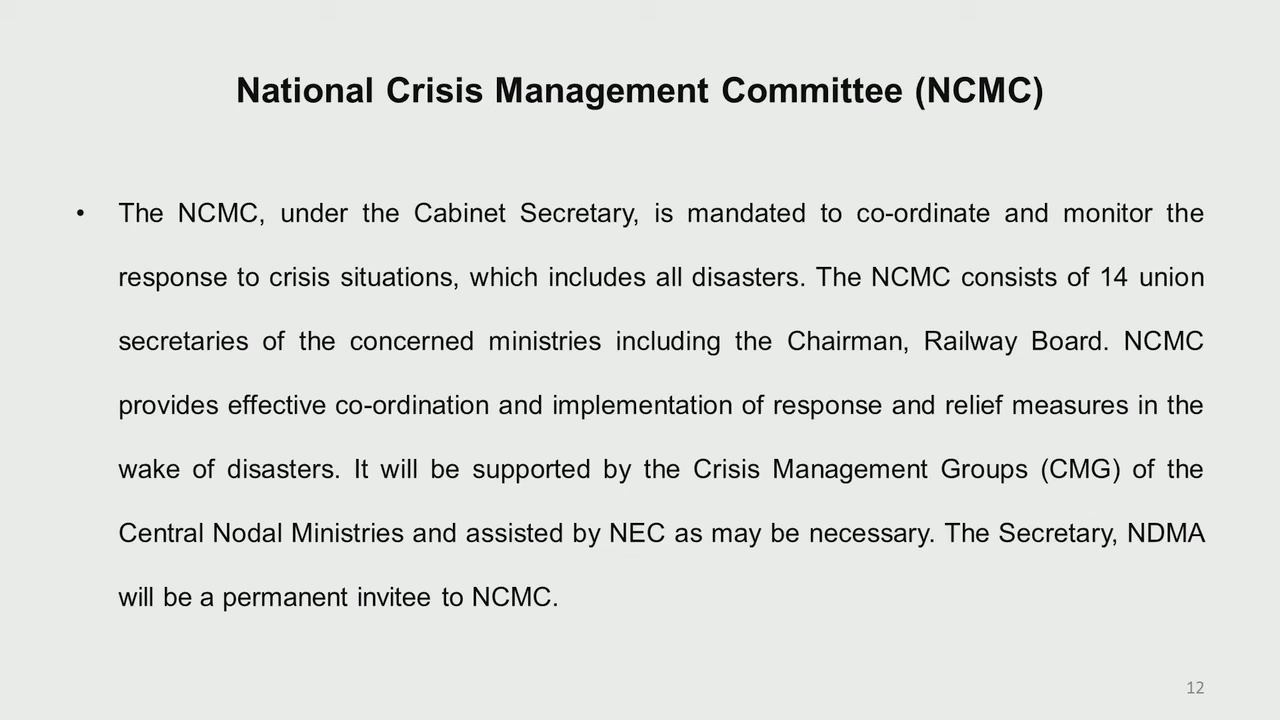 National Crisis Management Committee (NCMC)
• The NCMC, under the Cabinet Secretary, is mandated to co-ordinate and monitor the
response to crisis situations, which includes all disasters. The NCMC consists of 14 union
secretaries of the concerned ministries including the Chairman, Railway Board. NCMC
provides effective co-ordination and implementation of response and relief measures in the
wake of disasters. It will be supported by the Crisis Management Groups (CMG) of the
Central Nodal Ministries and assisted by NEC as may be necessary. The Secretary, NDMA
will be a permanent invitee to NCMC.
12